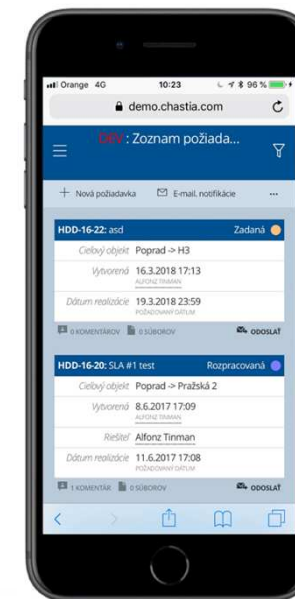 Orange 4G 10:23 96 %
demo.chastia.com
DEV: Zoznam požiada...
+ Nová požiadavka E-mail. notifikácie ...
HDD-16-22: asd Zadaná
Cieľový objekt Poprad -> H3
Vytvorená 16.3.2018 17:13
ALFONZ TINMAN
Dátum realizácie 19.3.2018 23:59
POŽADOVANÝ DÁTUM
0 KOMENTÁROV 0 SÚBOROV ODOSLAŤ
HDD-16-20: SLA #1 test Rozpracovaná
Cieľový objekt Poprad -> Pražská 2
Vytvorená 8.6.2017 17:09
ALFONZ TINMAN
Riešiteľ Alfonz Tinman
Dátum realizácie 11.6.2017 17:08
POŽADOVANÝ DÁTUM
1 KOMENTÁR 0 SÚBOROV ODOSLAŤ